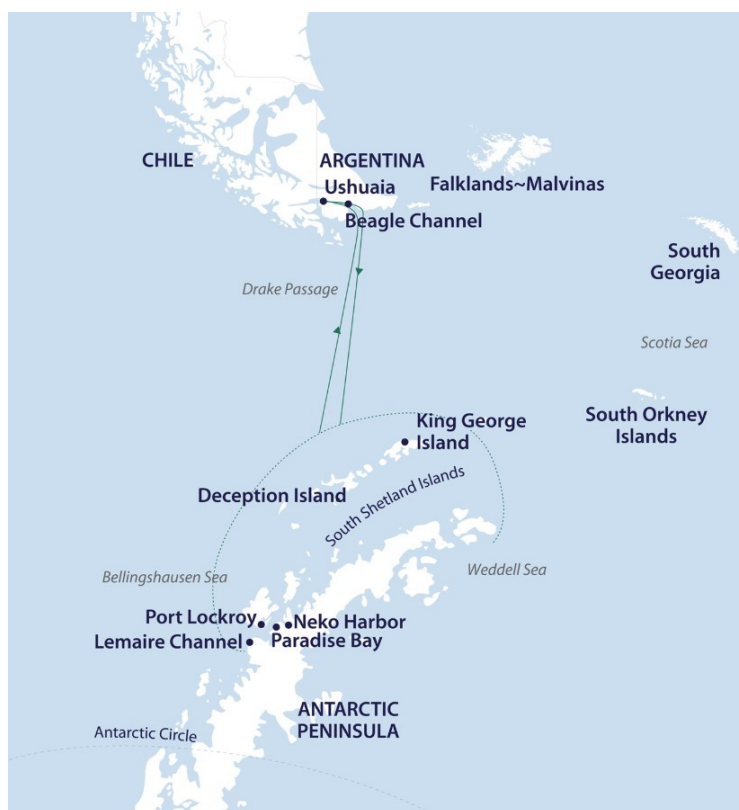 CHILE
ARGENTINA
Ushuaia
Falklands~Malvinas
Beagle Channel
South
Georgia
Drake Passage
Scotia Sea
King George
Island
South Orkney
Islands
Deception Island
South Shetland Islands
Bellingshausen Sea
Weddell Sea
Port Lockroy
Neko Harbor
Lemaire Channel
Paradise Bay
ANTARCTIC
PENINSULA
Antarctic Circle